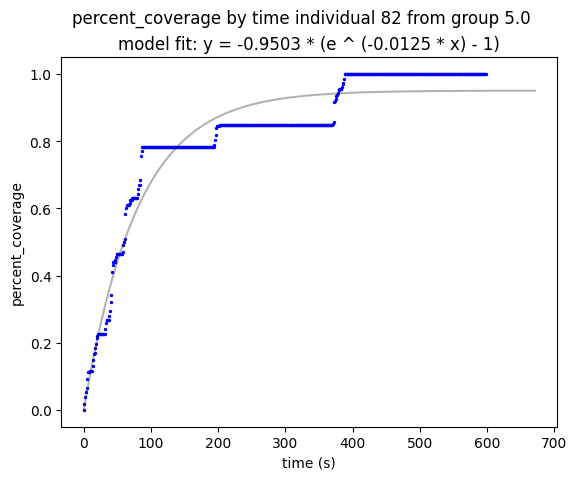 percent_coverage by time individual 82 from group 5.0
model fit: y = -0.9503 * (e ^ (-0.0125 * x) - 1)
1.0
0.8
0.6
0.4
0.2
0.0
percent_coverage
0 100 200 300 400 500 600 700
time (s)